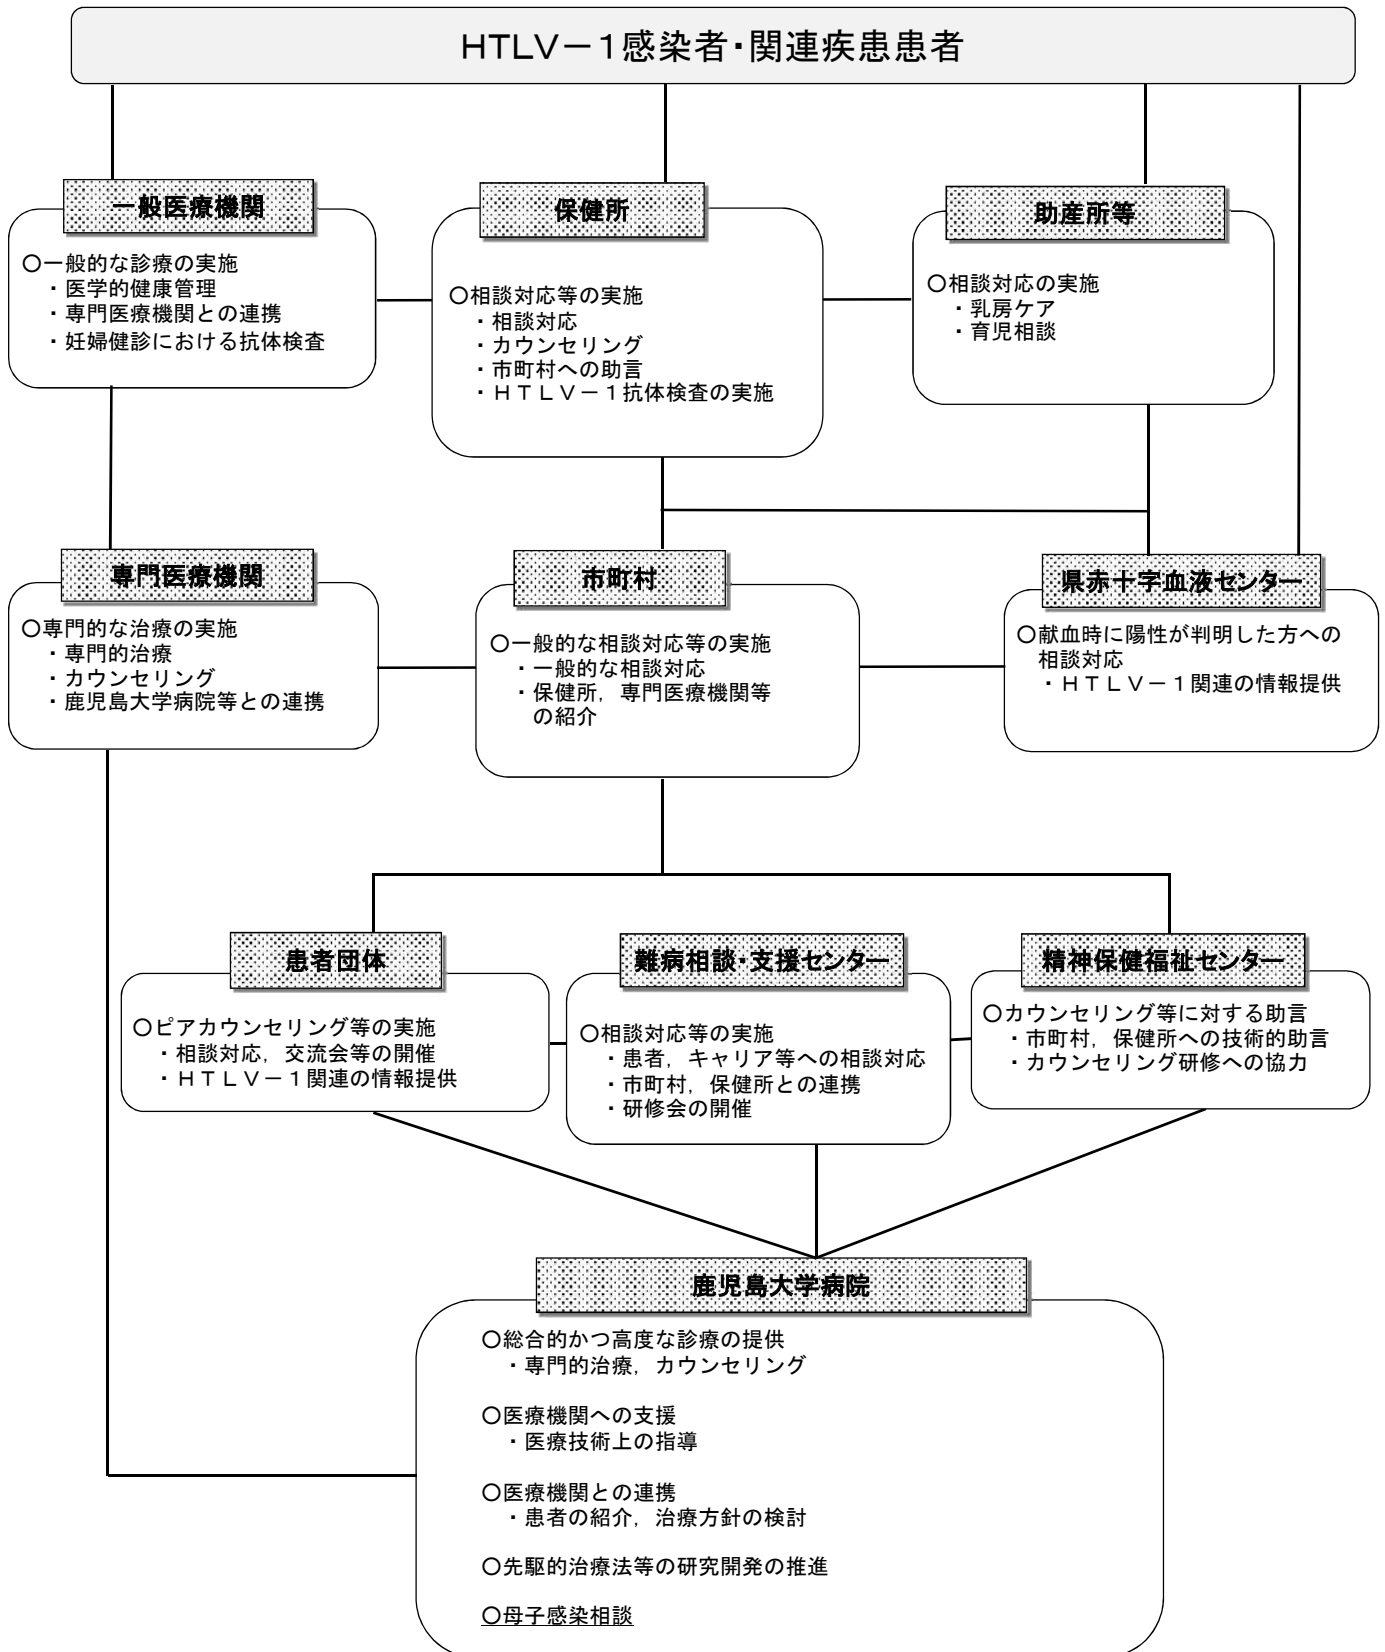 HTLV－1感染者・関連疾患患者
一般医療機関
○一般的な診療の実施
・医学的健康管理
・専門医療機関との連携
・妊婦健診における抗体検査
保健所
○相談対応等の実施
・相談対応
・カウンセリング
・市町村への助言
・ＨＴＬＶ－１抗体検査の実施
助産所等
○相談対応の実施
・乳房ケア
・育児相談
専門医療機関
○専門的な治療の実施
・専門的治療
・カウンセリング
・鹿児島大学病院等との連携
市町村
○一般的な相談対応等の実施
・一般的な相談対応
・保健所，専門医療機関等
の紹介
県赤十字血液センター
○献血時に陽性が判明した方への
相談対応
・ＨＴＬＶ－１関連の情報提供
患者団体
○ピアカウンセリング等の実施
・相談対応，交流会等の開催
・ＨＴＬＶ－１関連の情報提供
難病相談・支援センター
○相談対応等の実施
・患者，キャリア等への相談対応
・市町村，保健所との連携
・研修会の開催
精神保健福祉センター
○カウンセリング等に対する助言
・市町村，保健所への技術的助言
・カウンセリング研修への協力
鹿児島大学病院
○総合的かつ高度な診療の提供
・専門的治療，カウンセリング
○医療機関への支援
・医療技術上の指導
○医療機関との連携
・患者の紹介，治療方針の検討
○先駆的治療法等の研究開発の推進
○母子感染相談